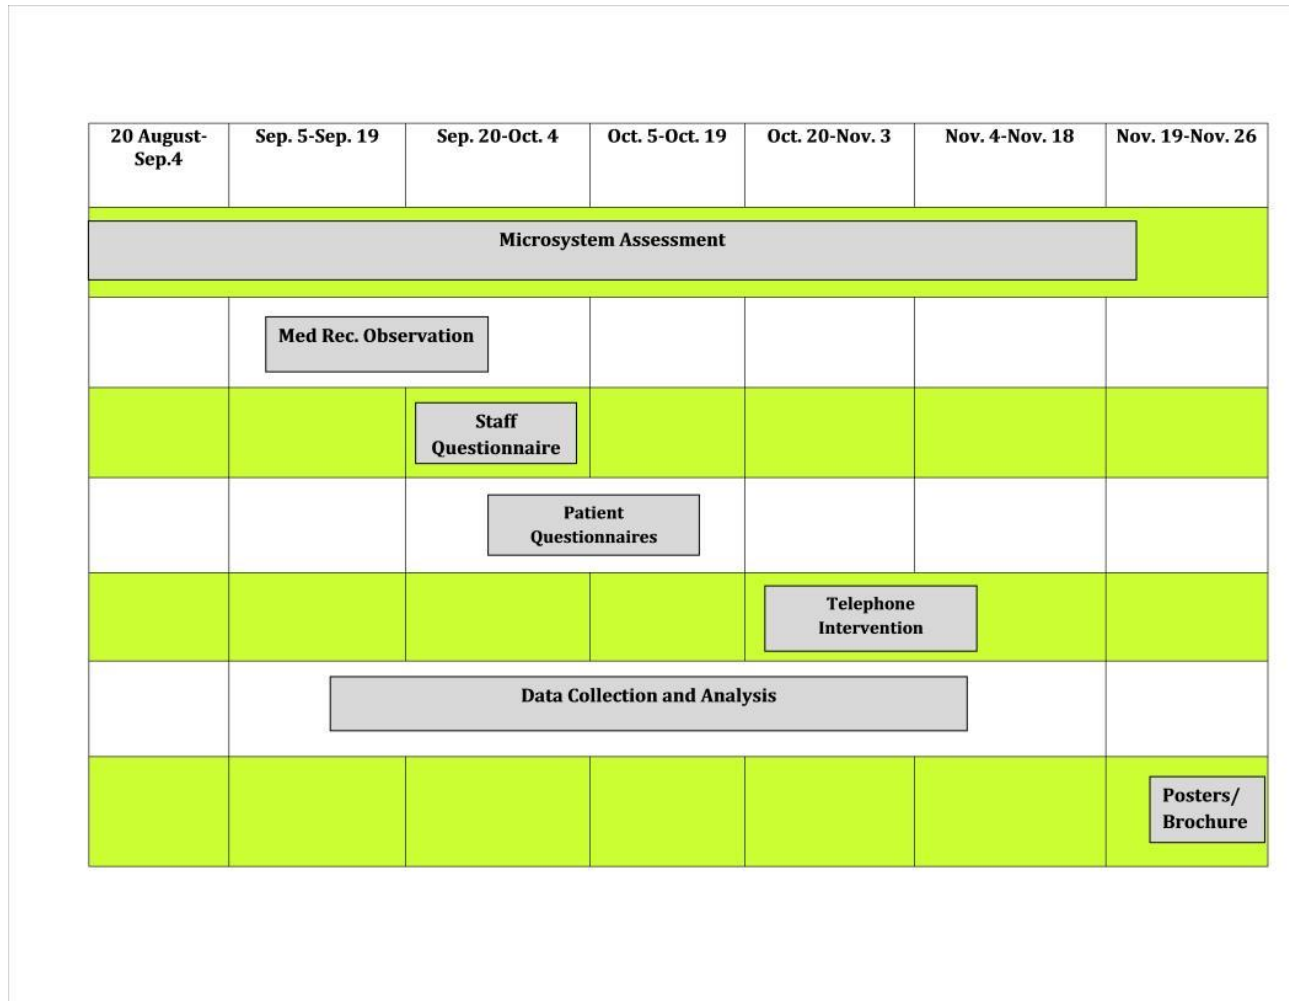 20 August-
Sep.4
Sep. 5-Sep. 19
Sep. 20-Oct. 4
Oct. 5-Oct. 19
Oct. 20-Nov. 3
Nov. 4-Nov. 18
Nov. 19-Nov. 26
Microsystem Assessment
Med Rec. Observation
Staff
Questionnaire
Patient
Questionnaires
Telephone
Intervention
Data Collection and Analysis
Posters/
Brochure